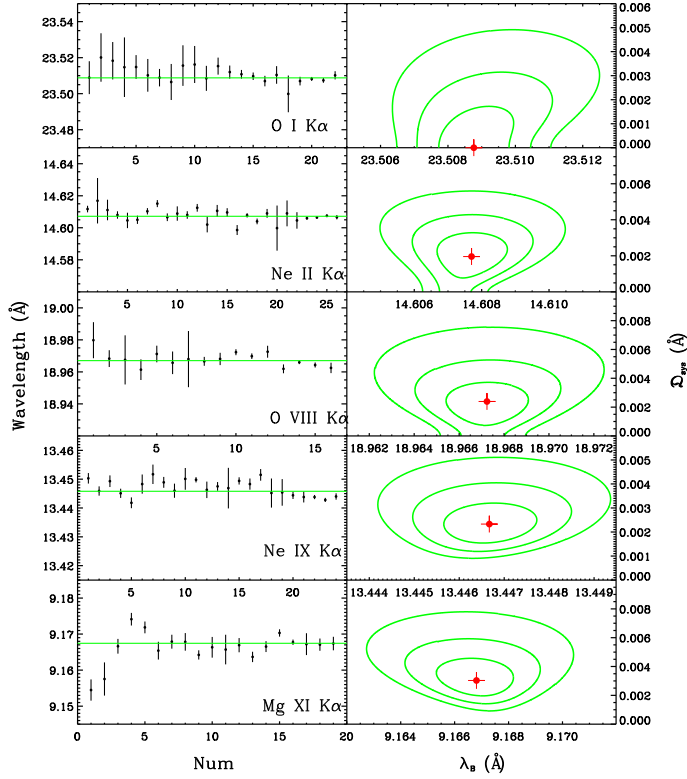 23.54
23.52
23.50
23.48
O I Kα
5 10 15 20
0.006
0.005
0.004
0.003
0.002
0.001
0.000
23.506 23.508 23.510 23.512
14.64
14.62
14.60
14.58
Ne II Kα
5 10 15 20 25
0.006
0.004
0.002
0.000
14.606 14.608 14.610
19.00
18.98
18.96
18.94
O VIII Kα
5 10 15
0.008
0.006
0.004
0.002
0.000
18.962 18.964 18.966 18.968 18.970 18.972
13.46
13.45
13.44
13.43
13.42
Ne IX Kα
5 10 15 20
0.005
0.004
0.003
0.002
0.001
0.000
13.444 13.445 13.446 13.447 13.448 13.449
9.18
9.17
9.16
9.15
Mg XI Kα
0 5 10 15 20
0.008
0.006
0.004
0.002
0.000
9.164 9.166 9.168 9.170
Wavelength (Å)
Num
λ_B (Å)
𝔇_sys (Å)